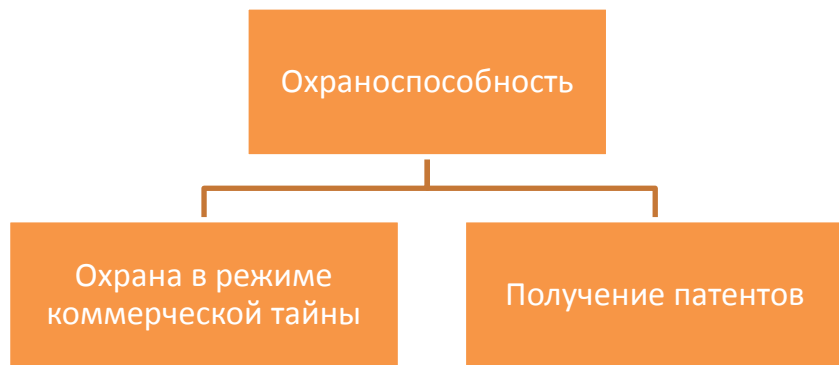 Охраноспособность
Охрана в режиме
коммерческой тайны
Получение патентов